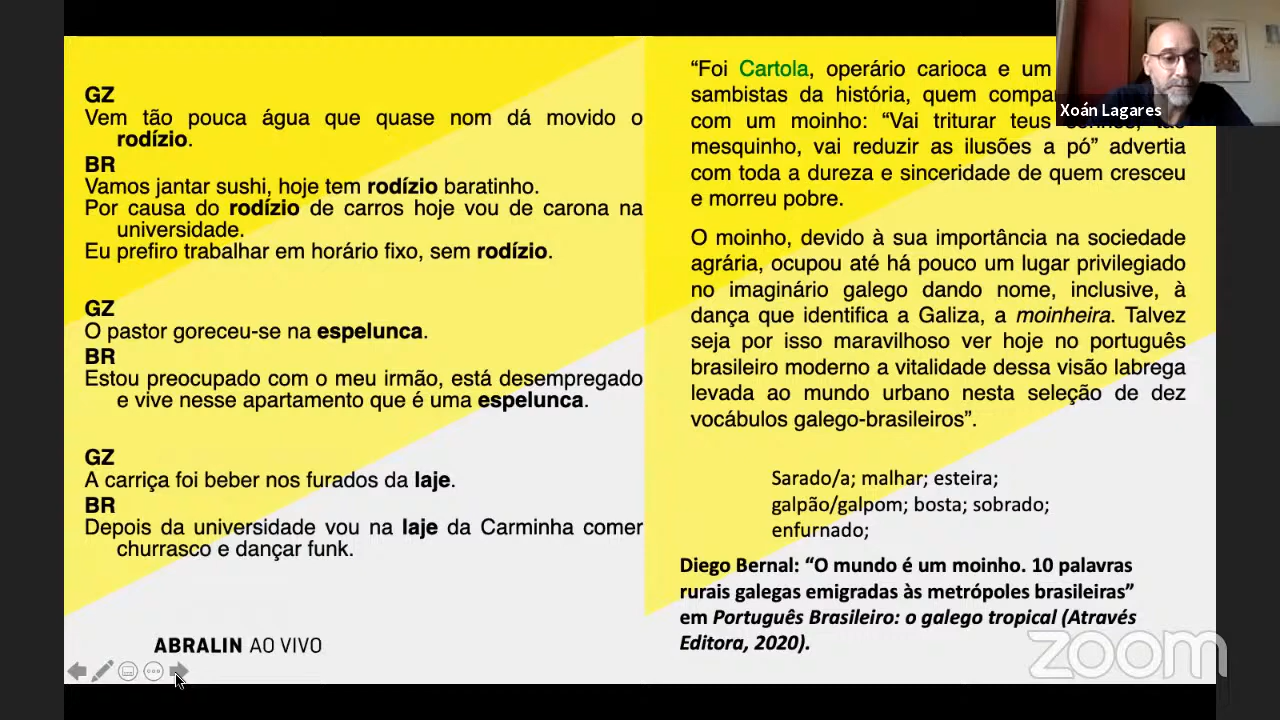 GZ
Vem tão pouca água que quase nom dá movido o
rodízio.
BR
Vamos jantar sushi, hoje tem rodízio baratinho.
Por causa do rodízio de carros hoje vou de carona na
universidade.
Eu prefiro trabalhar em horário fixo, sem rodízio.
GZ
O pastor goreceu-se na espelunca.
BR
Estou preocupado com o meu irmão, está desempregado
e vive nesse apartamento que é uma espelunca.
GZ
A carriça foi beber nos furados da laje.
BR
Depois da universidade vou na laje da Carminha comer
churrasco e dançar funk.
ABRALIN AO VIVO
“Foi Cartola, operário carioca e um
sambistas da história, quem
com um moinho: “Vai triturar teus
mesquinho, vai reduzir as ilusões a pó” advertia
com toda a dureza e sinceridade de quem cresceu
e morreu pobre.
O moinho, devido à sua importância na sociedade
agrária, ocupou até há pouco um lugar privilegiado
no imaginário galego dando nome, inclusive, à
dança que identifica a Galiza, a moinheira. Talvez
seja por isso maravilhoso ver hoje no português
brasileiro moderno a vitalidade dessa visão labrega
levada ao mundo urbano nesta seleção de dez
vocábulos galego-brasileiros”.
Sarado/a; malhar; esteira;
galpão/galpom; bosta; sobrado;
enfurnado;
Diego Bernal: “O mundo é um moinho. 10 palavras
rurais galegas emigradas às metrópoles brasileiras”
em Português Brasileiro: o galego tropical (Através
Editora, 2020).
Xoán Lagares
zoom